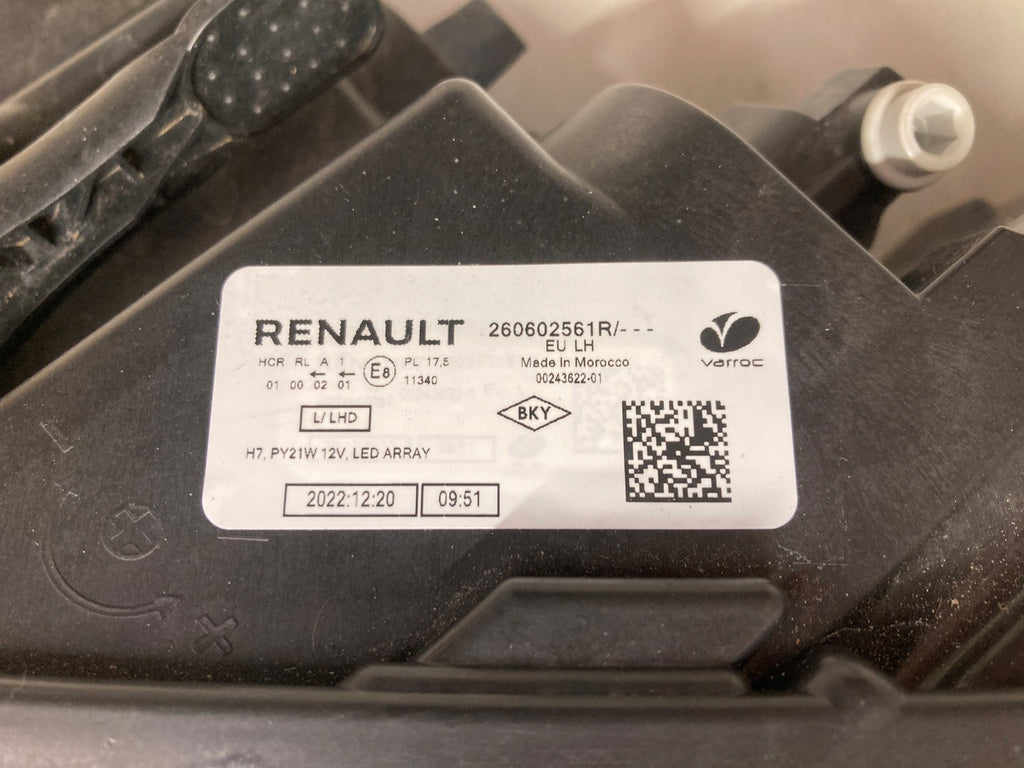 RENAULT 260602561R/---
EU LH
Made In Morocco
00243622-01
varroc
HCR RL A 1 E8 PL 17,5
01 00 02 01 11340
L/LHD
BKY
H7, PY21W 12V, LED ARRAY
2022:12:20 09:51